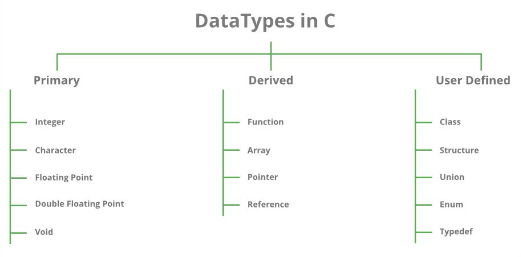 DataTypes in C
Primary
Integer
Character
Floating Point
Double Floating Point
Void
Derived
Function
Array
Pointer
Reference
User Defined
Class
Structure
Union
Enum
Typedef